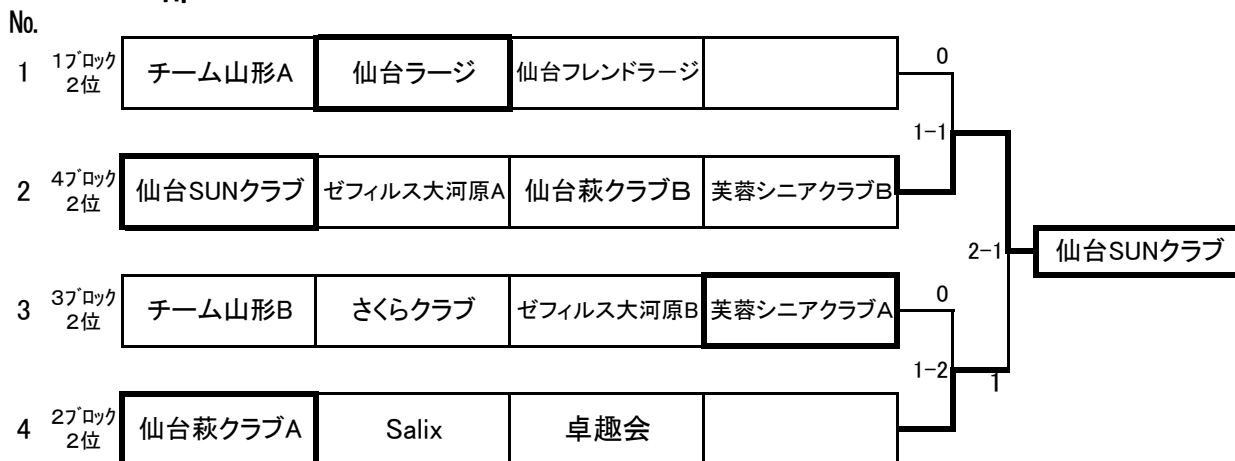 No.
1 1ブロック 2位 チーム山形A 仙台ラージ 仙台フレンドラージ 0
1-1
2 4ブロック 2位 仙台SUNクラブ ゼフィルス大河原A 仙台萩クラブB 芙蓉シニアクラブB
2-1 仙台SUNクラブ
3 3ブロック 2位 チーム山形B さくらクラブ ゼフィルス大河原B 芙蓉シニアクラブA 0
1-2 1
4 2ブロック 2位 仙台萩クラブA Salix 卓趣会